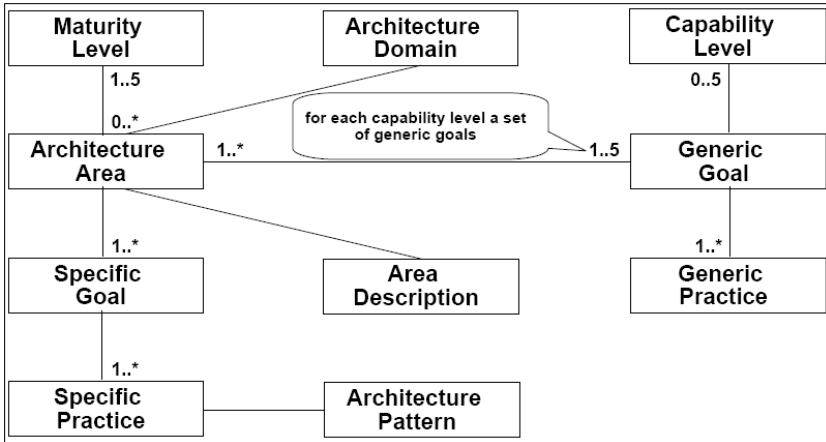 Maturity
Level
Architecture
Domain
Capability
Level
1..5
0..5
0..*
for each capability level a set
of generic goals
Architecture
Area
1..*
1..5
Generic
Goal
1..*
1..*
Specific
Goal
Area
Description
Generic
Practice
1..*
Specific
Practice
Architecture
Pattern